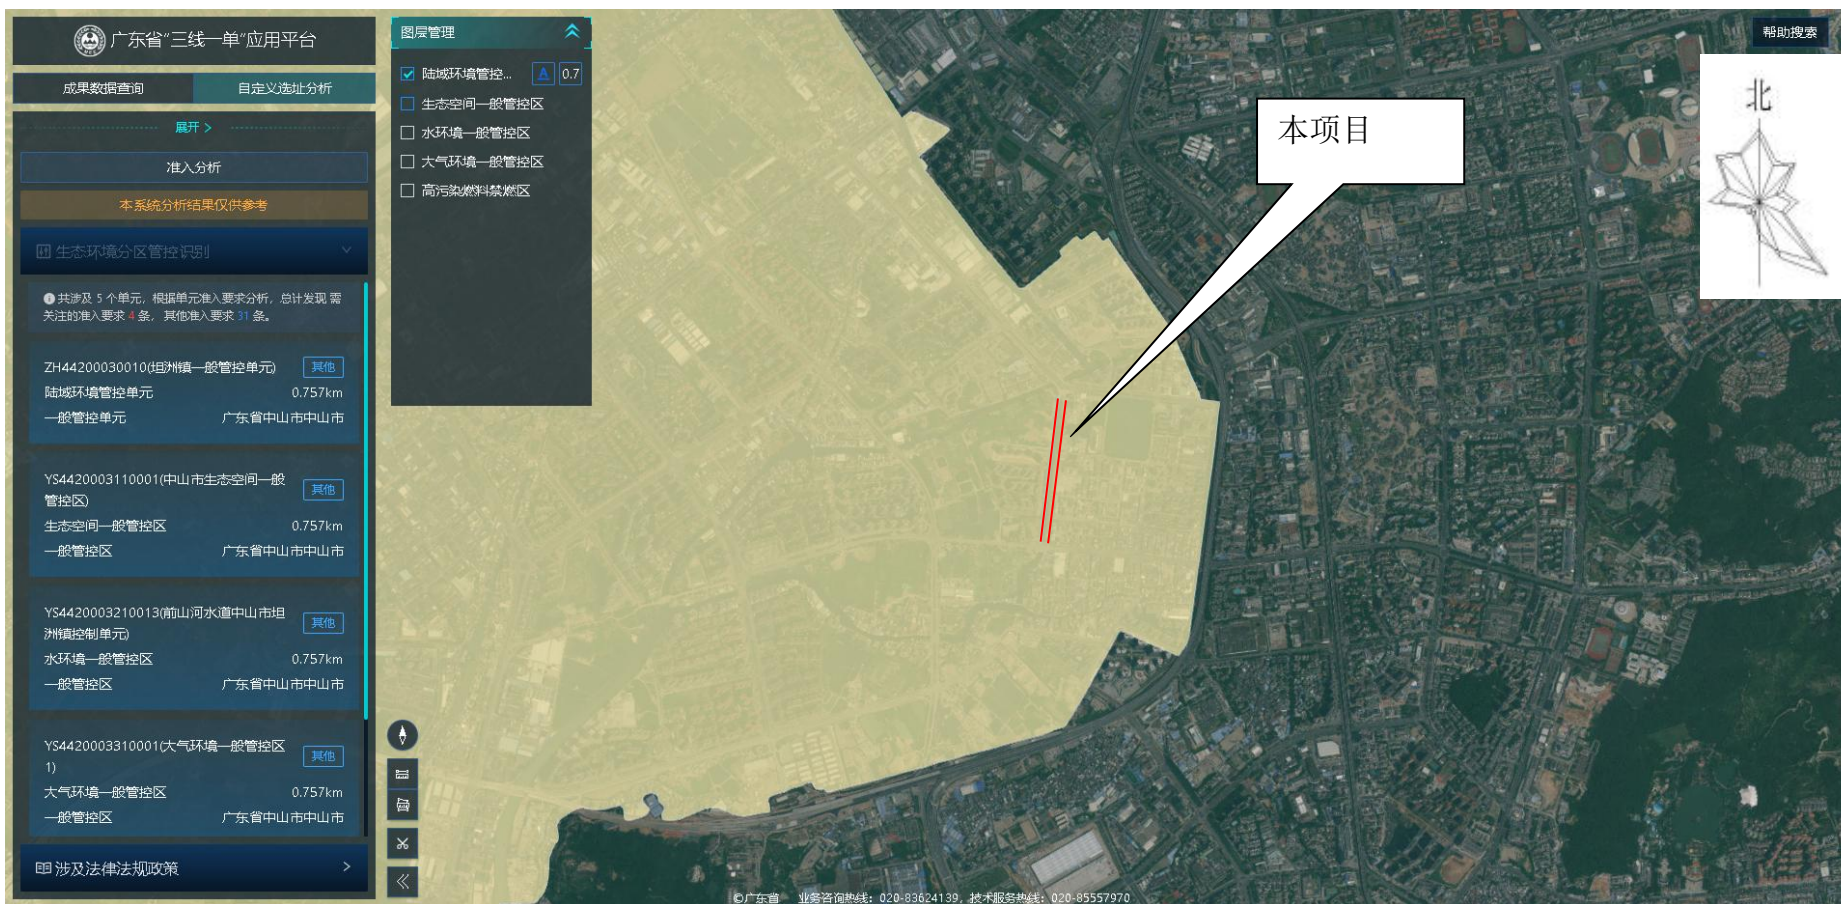 广东省“三线一单”应用平台
成果数据查询
自定义选址分析
展开 >
准入分析
本系统分析结果仅供参考
生态环境分区管控识别
共涉及 5 个单元, 根据单元准入要求分析, 总计发现 需
关注的准入要求 4 条, 其他准入要求 31 条。
ZH44200030010(坦洲镇一般管控单元)
其他
陆域环境管控单元
0.757km
一般管控单元
广东省中山市中山市
YS4420003110001(中山市生态空间一般
管控区)
其他
生态空间一般管控区
0.757km
一般管控区
广东省中山市中山市
YS4420003210013(前山河水道中山市坦
洲镇控制单元)
其他
水环境一般管控区
0.757km
一般管控区
广东省中山市中山市
YS4420003310001(大气环境一般管控区
1)
其他
大气环境一般管控区
0.757km
一般管控区
广东省中山市中山市
涉及法律法规政策
图层管理
陆域环境管控...
A
0.7
生态空间一般管控区
水环境一般管控区
大气环境一般管控区
高污染燃料禁燃区
本项目
帮助搜索
北
©广东省 业务咨询热线: 020-83624139, 技术服务热线: 020-85557970